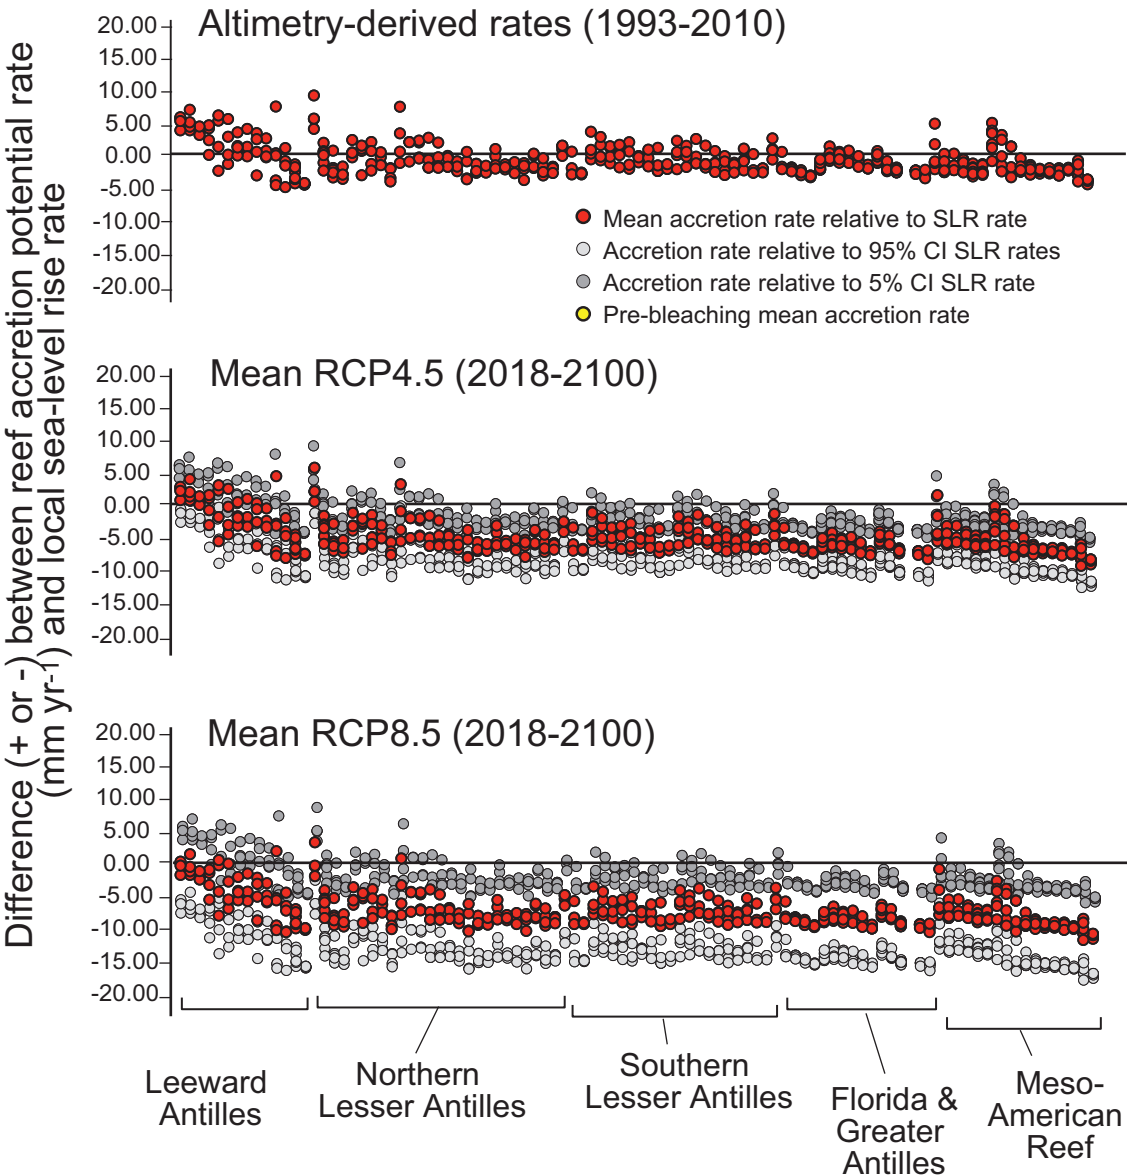 Difference (+ or -) between reef accretion potential rate
(mm yr-1) and local sea-level rise rate
Altimetry-derived rates (1993-2010)
20.00
15.00
10.00
5.00
0.00
-5.00
-10.00
-15.00
-20.00
Mean accretion rate relative to SLR rate
Accretion rate relative to 95% CI SLR rates
Accretion rate relative to 5% CI SLR rate
Pre-bleaching mean accretion rate
Mean RCP4.5 (2018-2100)
20.00
15.00
10.00
5.00
0.00
-5.00
-10.00
-15.00
-20.00
Mean RCP8.5 (2018-2100)
20.00
15.00
10.00
5.00
0.00
-5.00
-10.00
-15.00
-20.00
Leeward
Antilles
Northern
Lesser Antilles
Southern
Lesser Antilles
Florida &
Greater
Antilles
Meso-
American
Reef